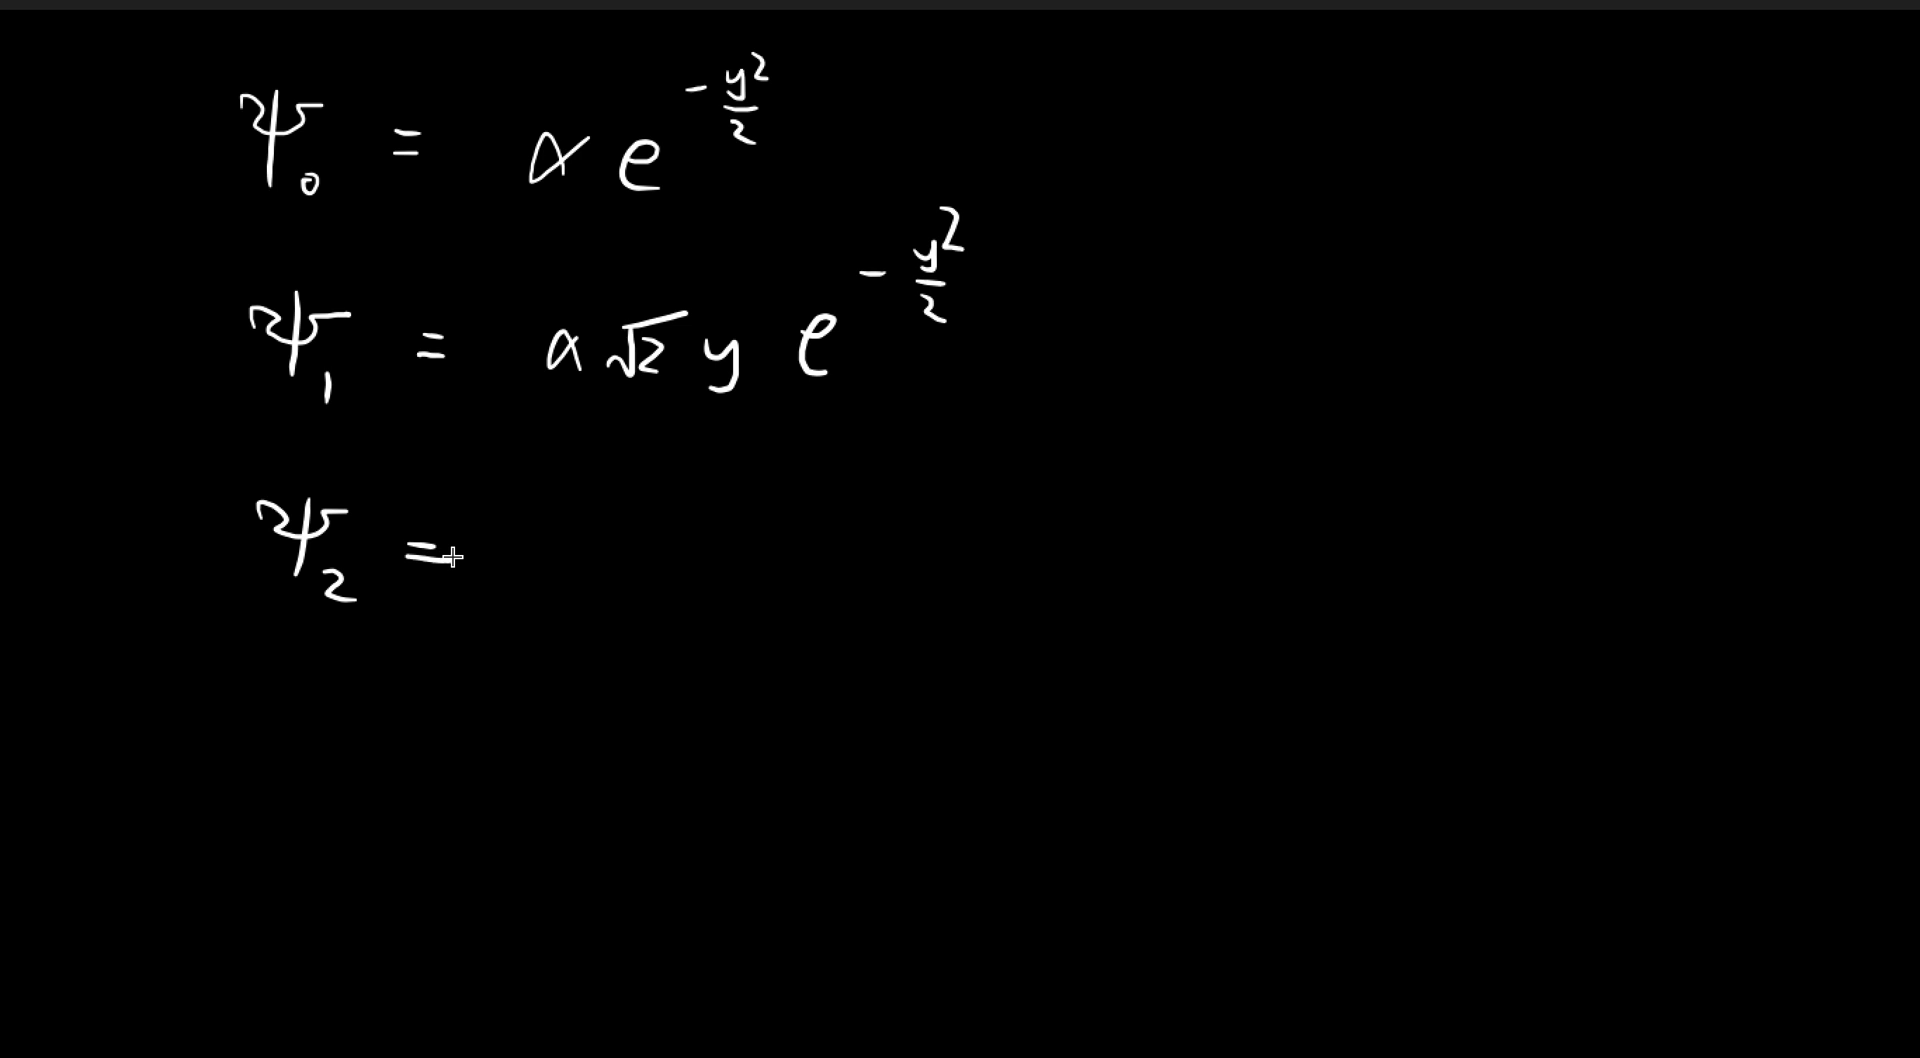 ψ₀ = α e^{-y²/2}
ψ₁ = α √2 y e^{-y²/2}
ψ₂ =